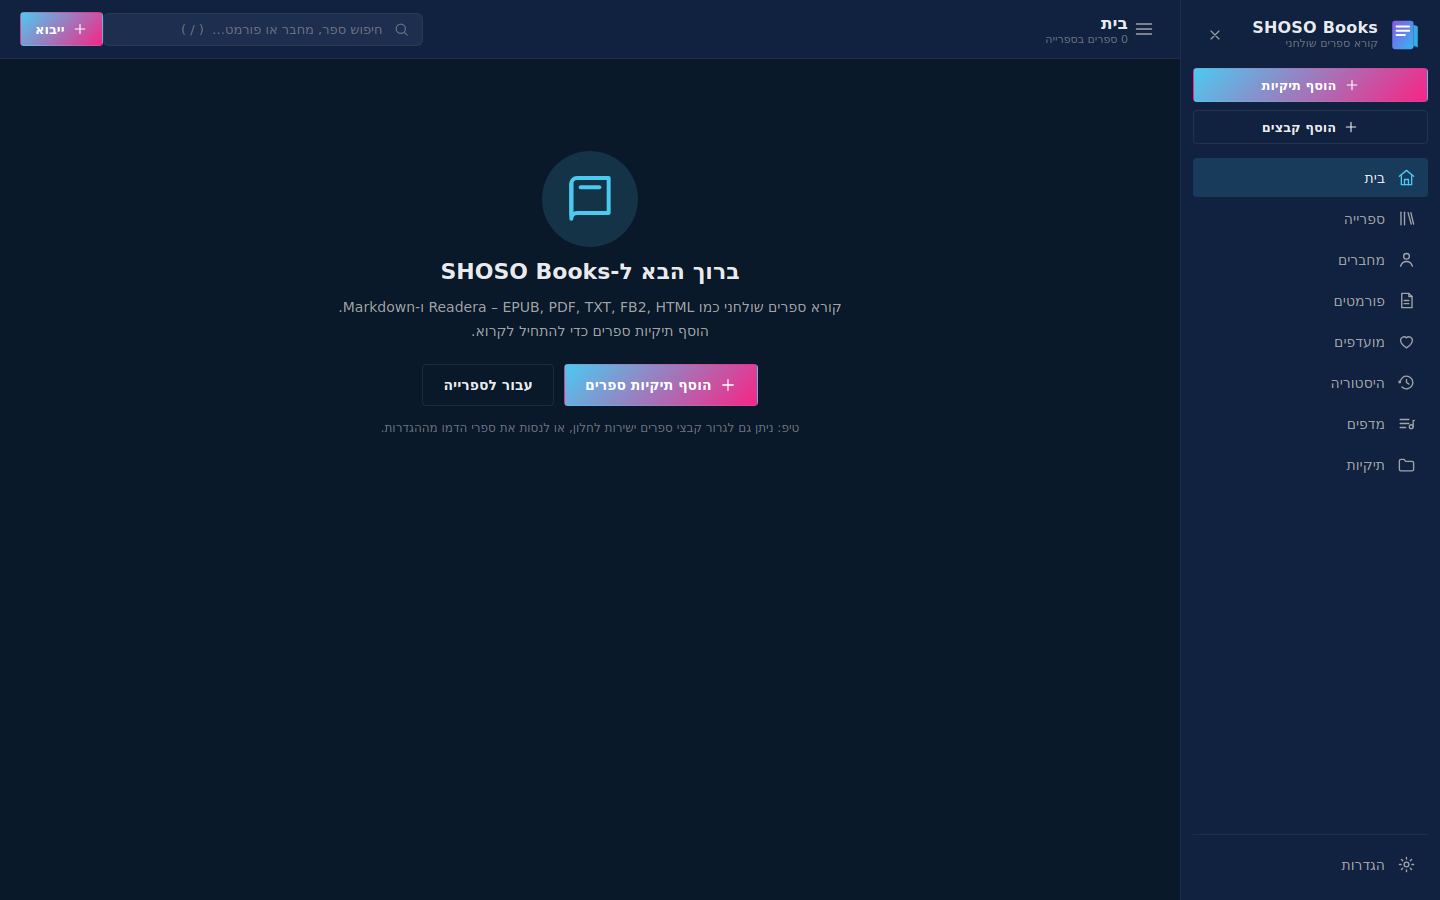 SHOSO Books
קורא ספרים שולחני
הוסף תיקיות
הוסף קבצים
בית
ספרייה
מחברים
פורמטים
מועדפים
היסטוריה
מדפים
תיקיות
הגדרות
בית
0 ספרים בספרייה
חיפוש ספר, מחבר או פורמט... ( / )
ייבוא
ברוך הבא ל-SHOSO Books
קורא ספרים שולחני כמו Readera – EPUB, PDF, TXT, FB2, HTML ו-Markdown.
הוסף תיקיות ספרים כדי להתחיל לקרוא.
הוסף תיקיות ספרים
עבור לספרייה
טיפ: ניתן גם לגרור קבצי ספרים ישירות לחלון, או לנסות את ספרי הדמו מההגדרות.